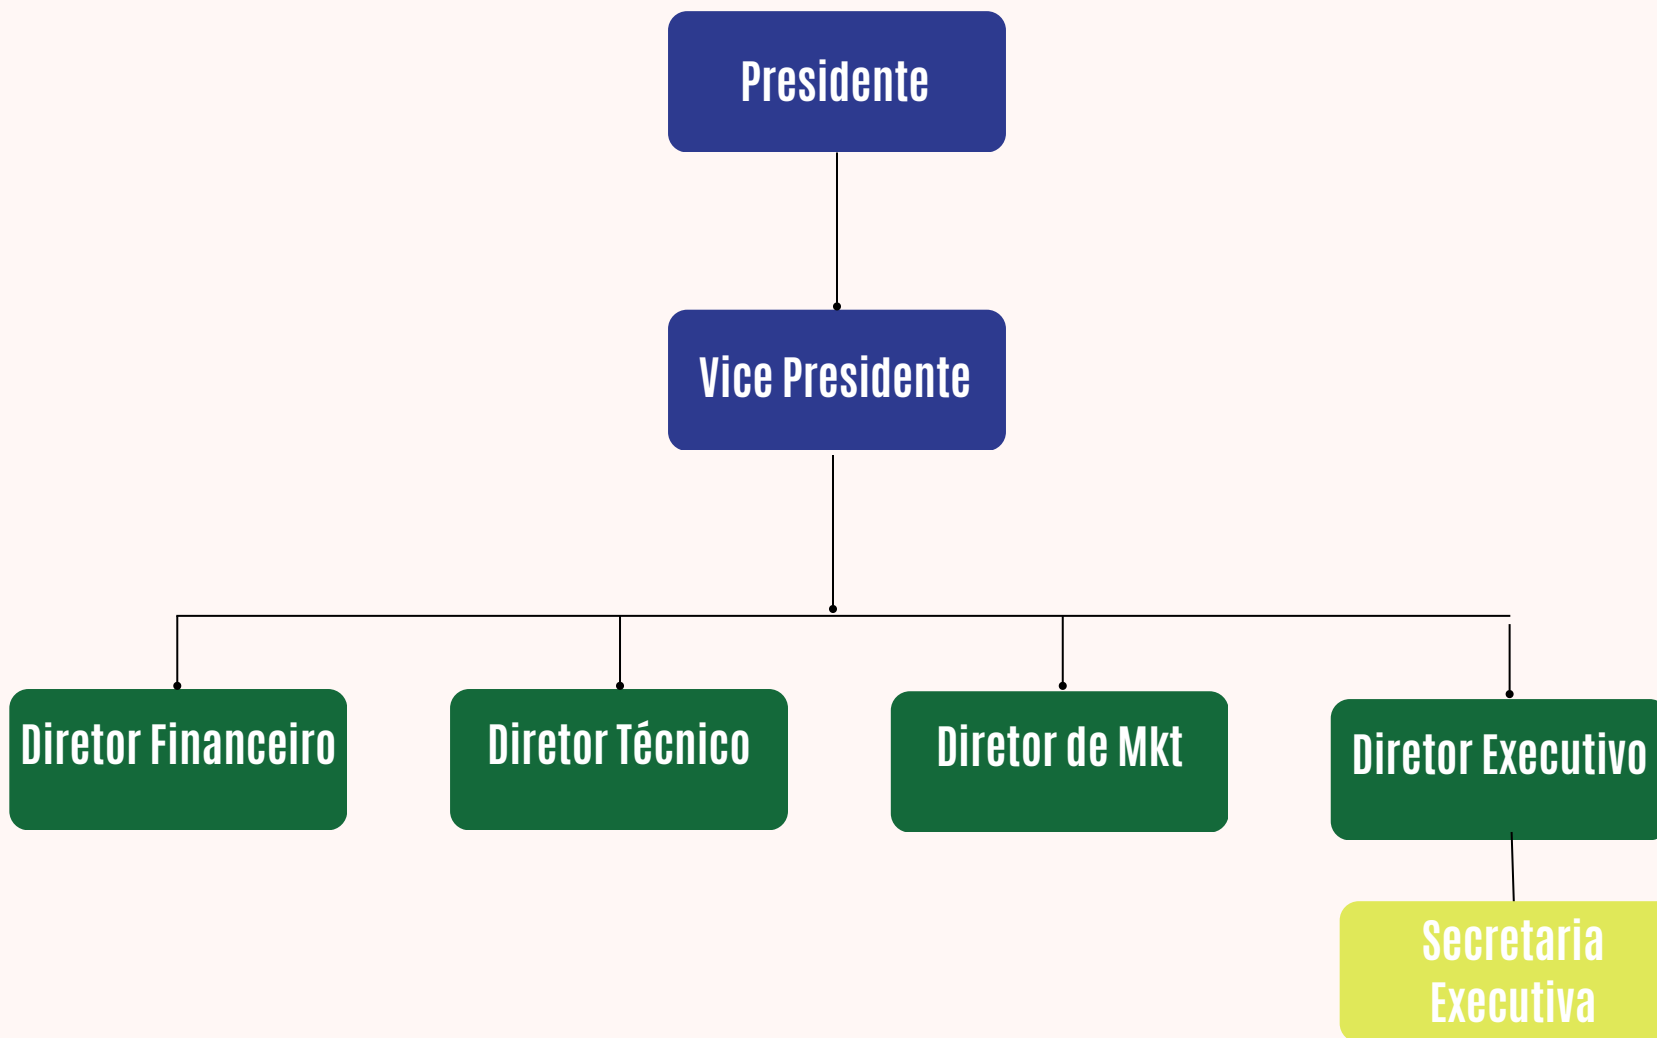 Presidente
Vice Presidente
Diretor Financeiro
Diretor Técnico
Diretor de Mkt
Diretor Executivo
Secretaria
Executiva